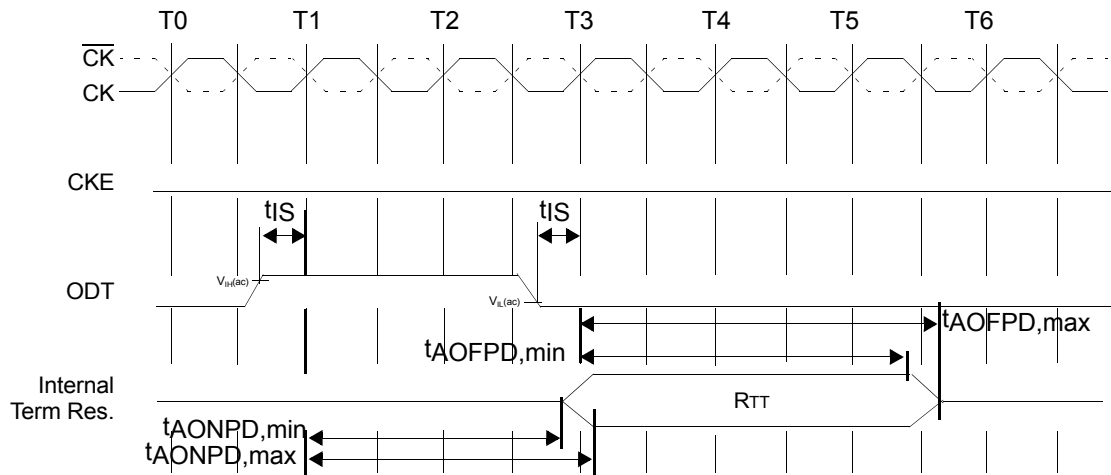 T0 T1 T2 T3 T4 T5 T6
CK
CK
CKE
tIS tIS
VIH(ac)
ODT
VIL(ac)
tAOFPD,max
tAOFPD,min
Internal
Term Res.
RTT
tAONPD,min
tAONPD,max